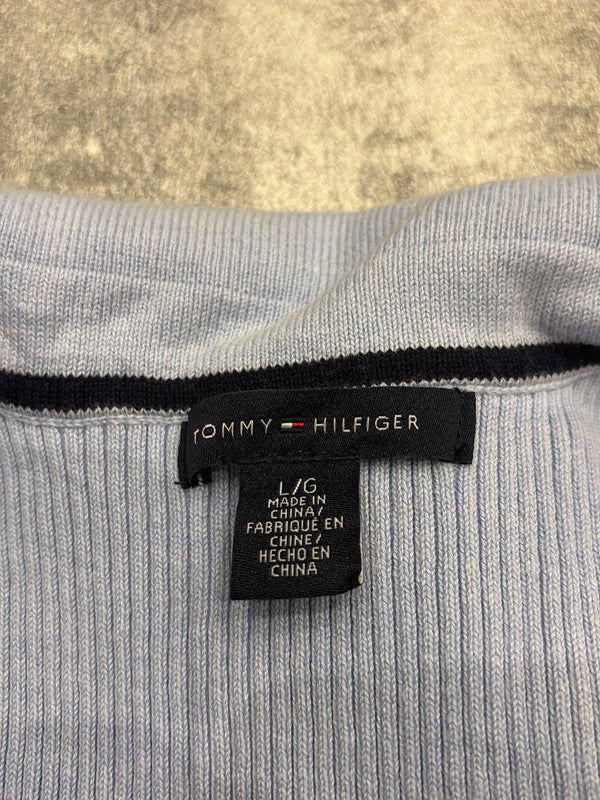 TOMMY HILFIGER
L/G
MADE IN
CHINA/
FABRIQUÉ EN
CHINE/
HECHO EN
CHINA